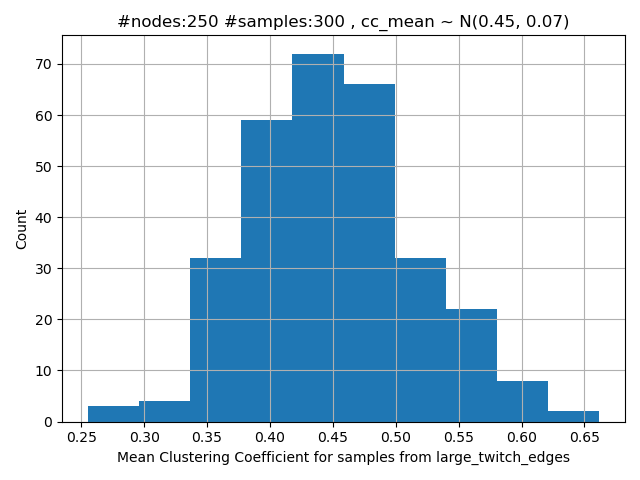 #nodes:250 #samples:300 , cc_mean ~ N(0.45, 0.07)
70
60
50
40
30
20
10
0
Count
0.25 0.30 0.35 0.40 0.45 0.50 0.55 0.60 0.65
Mean Clustering Coefficient for samples from large_twitch_edges